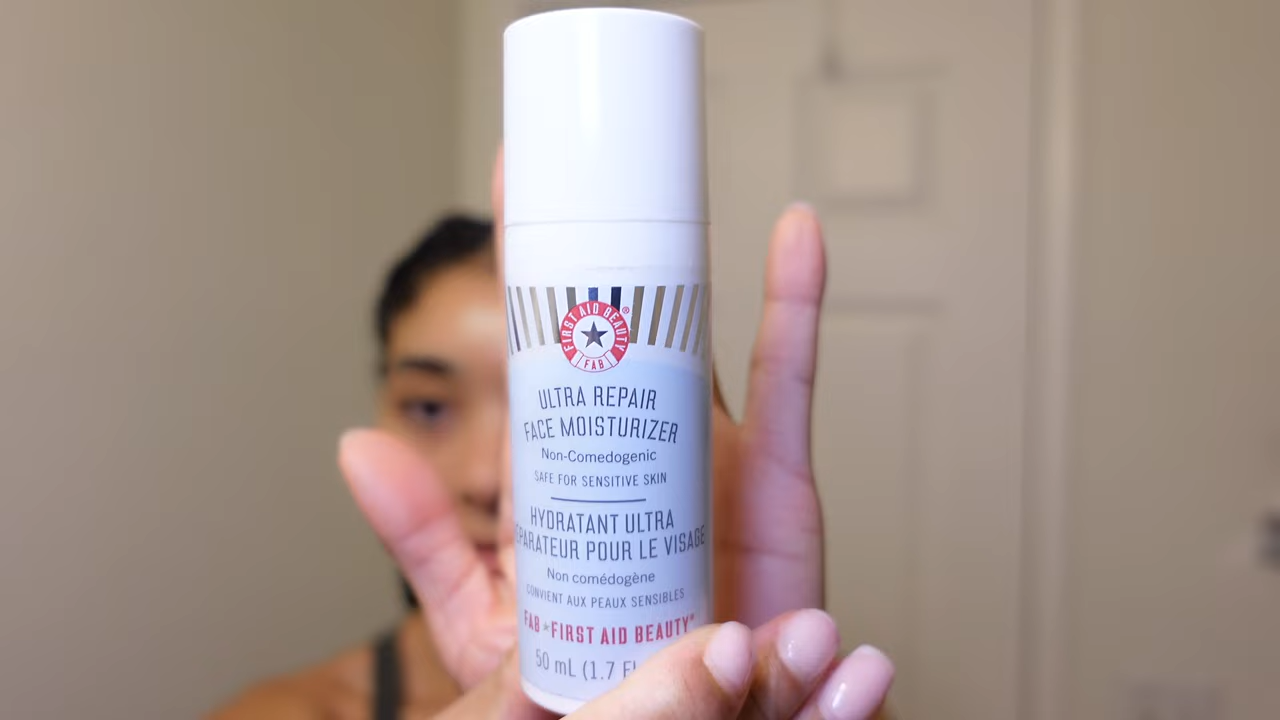 FIRST AID BEAUTY®
FAB
ULTRA REPAIR
FACE MOISTURIZER
Non-Comedogenic
SAFE FOR SENSITIVE SKIN
HYDRATANT ULTRA
ÉPARATEUR POUR LE VISAGE
Non comédogène
CONVIENT AUX PEAUX SENSIBLES
FAB★FIRST AID BEAUTY®
50 mL (1.7 Fl